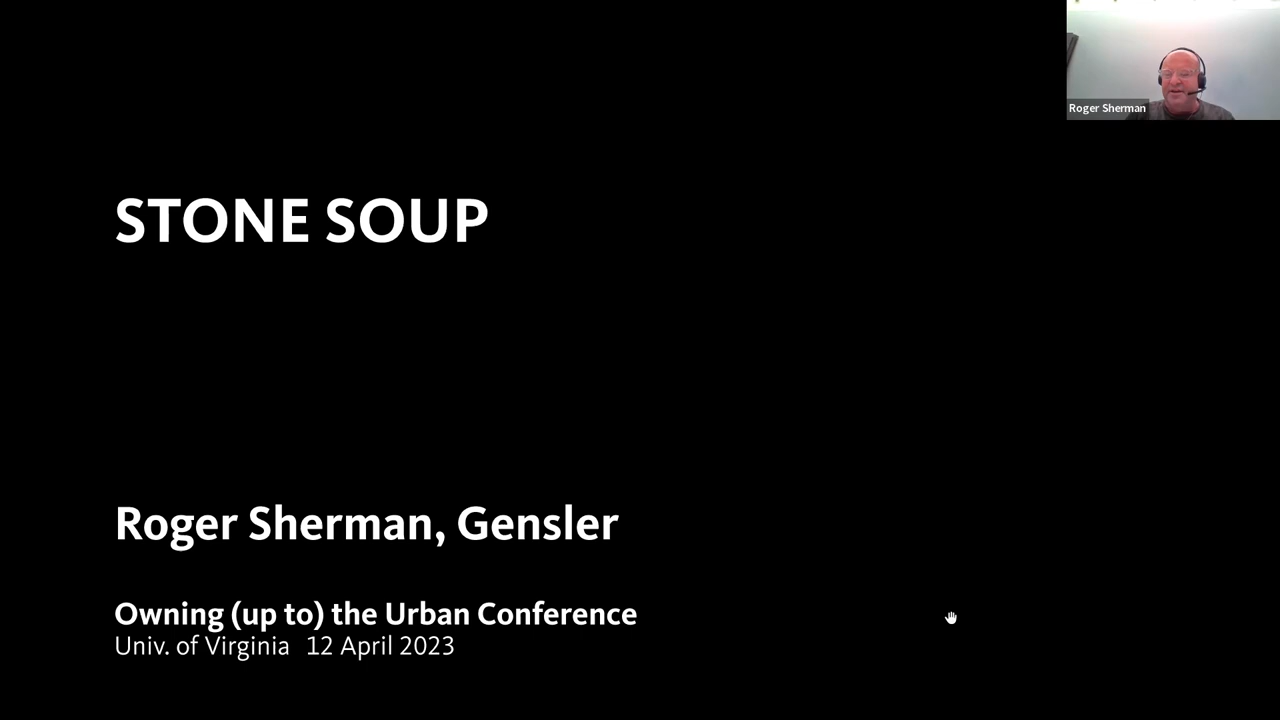 Roger Sherman
STONE SOUP
Roger Sherman, Gensler
Owning (up to) the Urban Conference
Univ. of Virginia 12 April 2023